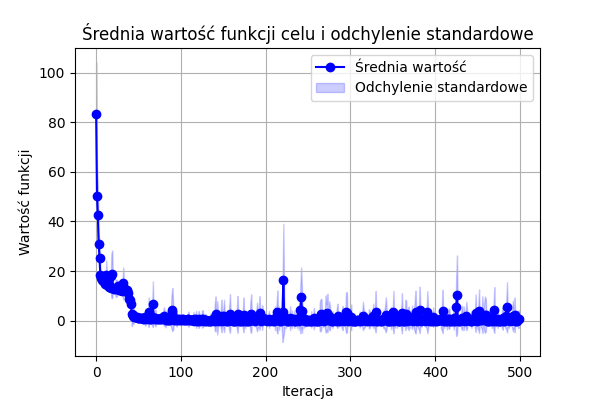 Średnia wartość funkcji celu i odchylenie standardowe
Średnia wartość
Odchylenie standardowe
Wartość funkcji
100
80
60
40
20
0
0 100 200 300 400 500
Iteracja